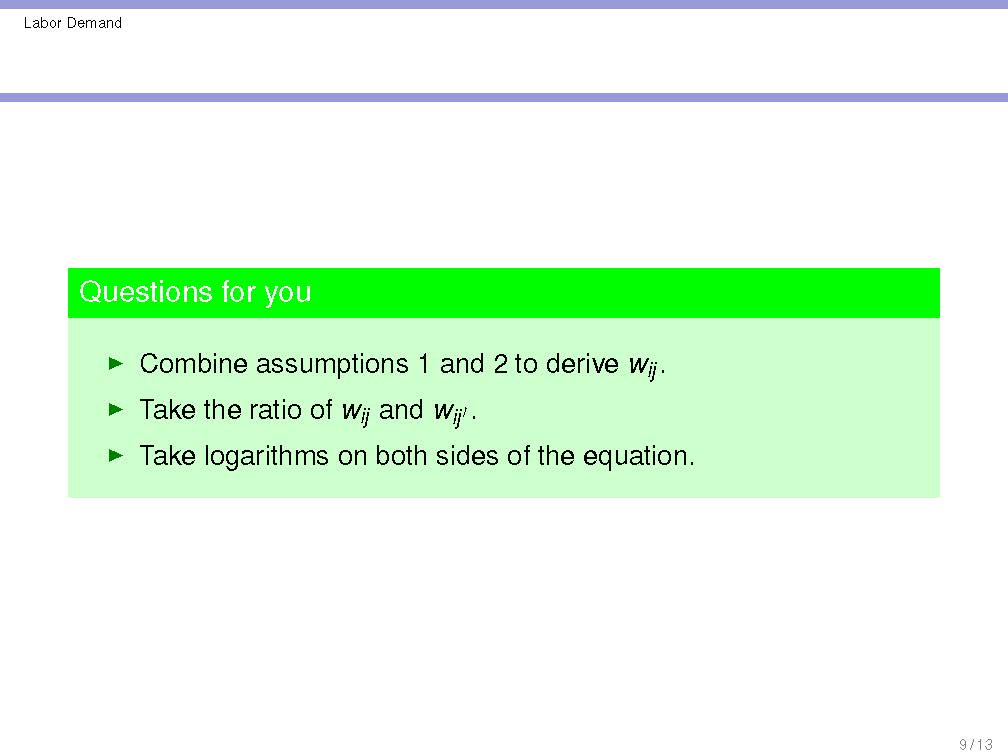 Labor Demand
Questions for you
▶ Combine assumptions 1 and 2 to derive w_{ij}.
▶ Take the ratio of w_{ij} and w_{ij'}.
▶ Take logarithms on both sides of the equation.
9 / 13